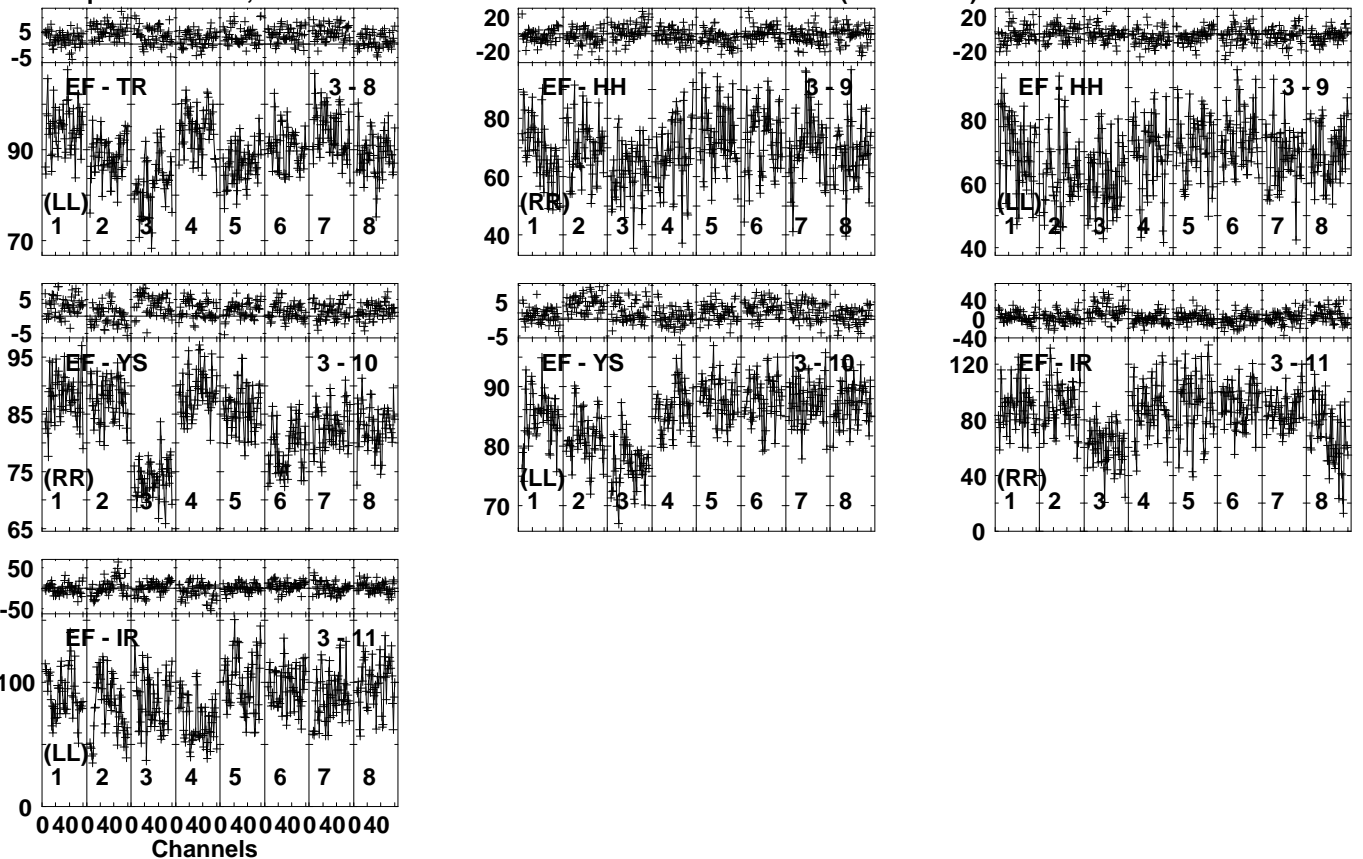 5
-5
EF - TR 3 - 8
90
(LL)
1 2 3 4 5 6 7 8
70
20
-20
EF - HH 3 - 9
80
60
(RR)
1 2 3 4 5 6 7 8
40
20
-20
EF - HH 3 - 9
80
60
(LL)
1 2 3 4 5 6 7 8
40
5
-5
95
EF - YS 3 - 10
85
75
(RR)
1 2 3 4 5 6 7 8
65
5
-5
EF - YS 3 - 10
90
80
(LL)
1 2 3 4 5 6 7 8
70
40
0
-40
120
EF - IR 3 - 11
80
(RR)
40
1 2 3 4 5 6 7 8
0
50
-50
EF - IR 3 - 11
100
(LL)
1 2 3 4 5 6 7 8
0
0 40 0 40 0 40 0 40 0 40 0 40 0 40 0 40
Channels